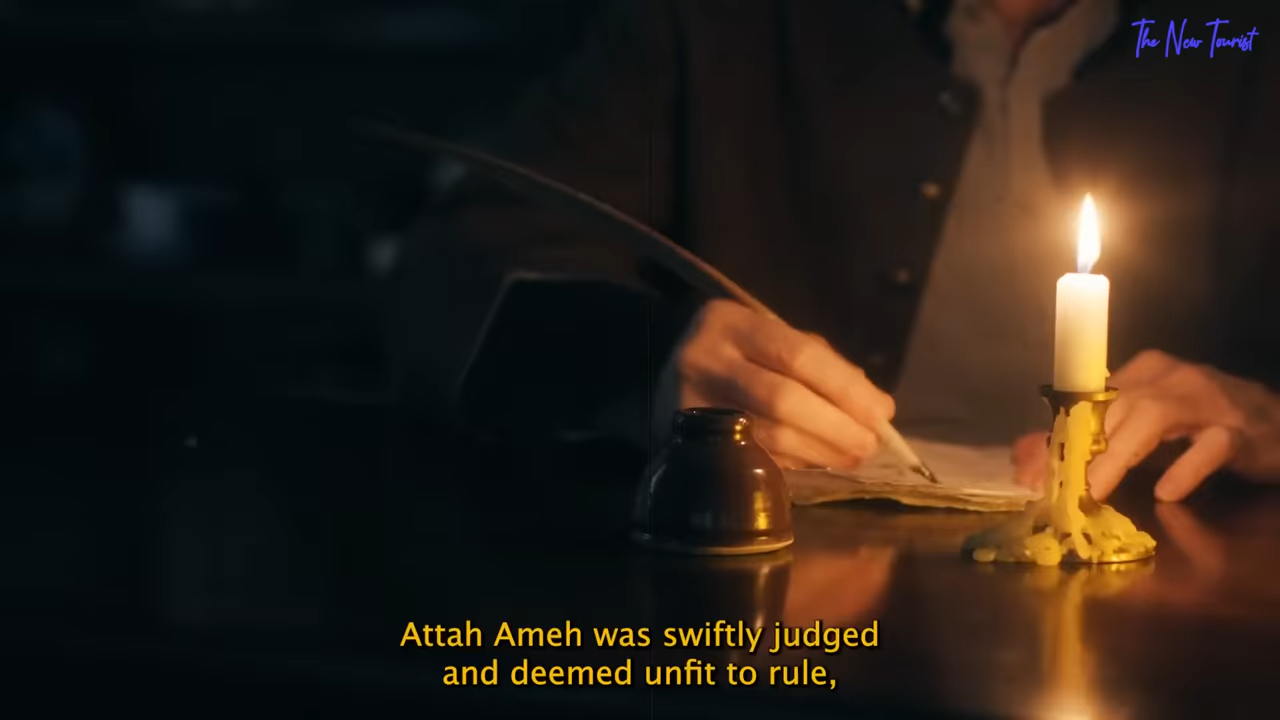 The New Tourist
Attah Ameh was swiftly judged
and deemed unfit to rule,